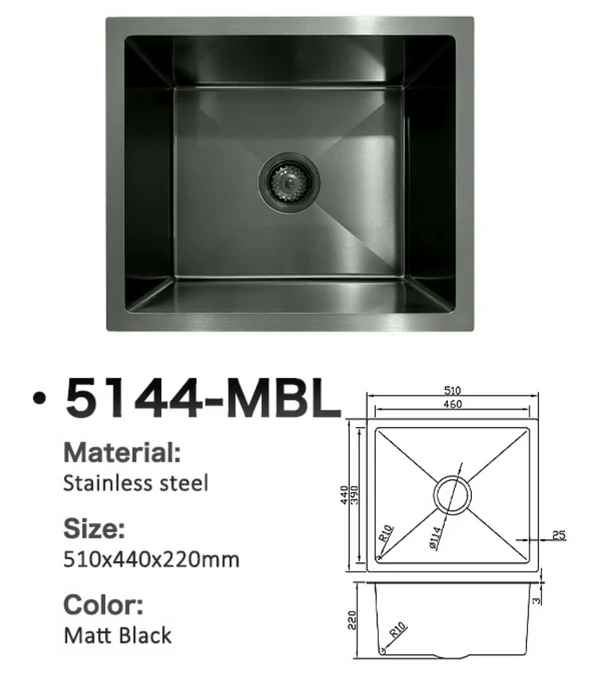 • 5144-MBL
Material:
Stainless steel
Size:
510x440x220mm
Color:
Matt Black
510
460
440
390
R10
ø114
25
3
220
R10